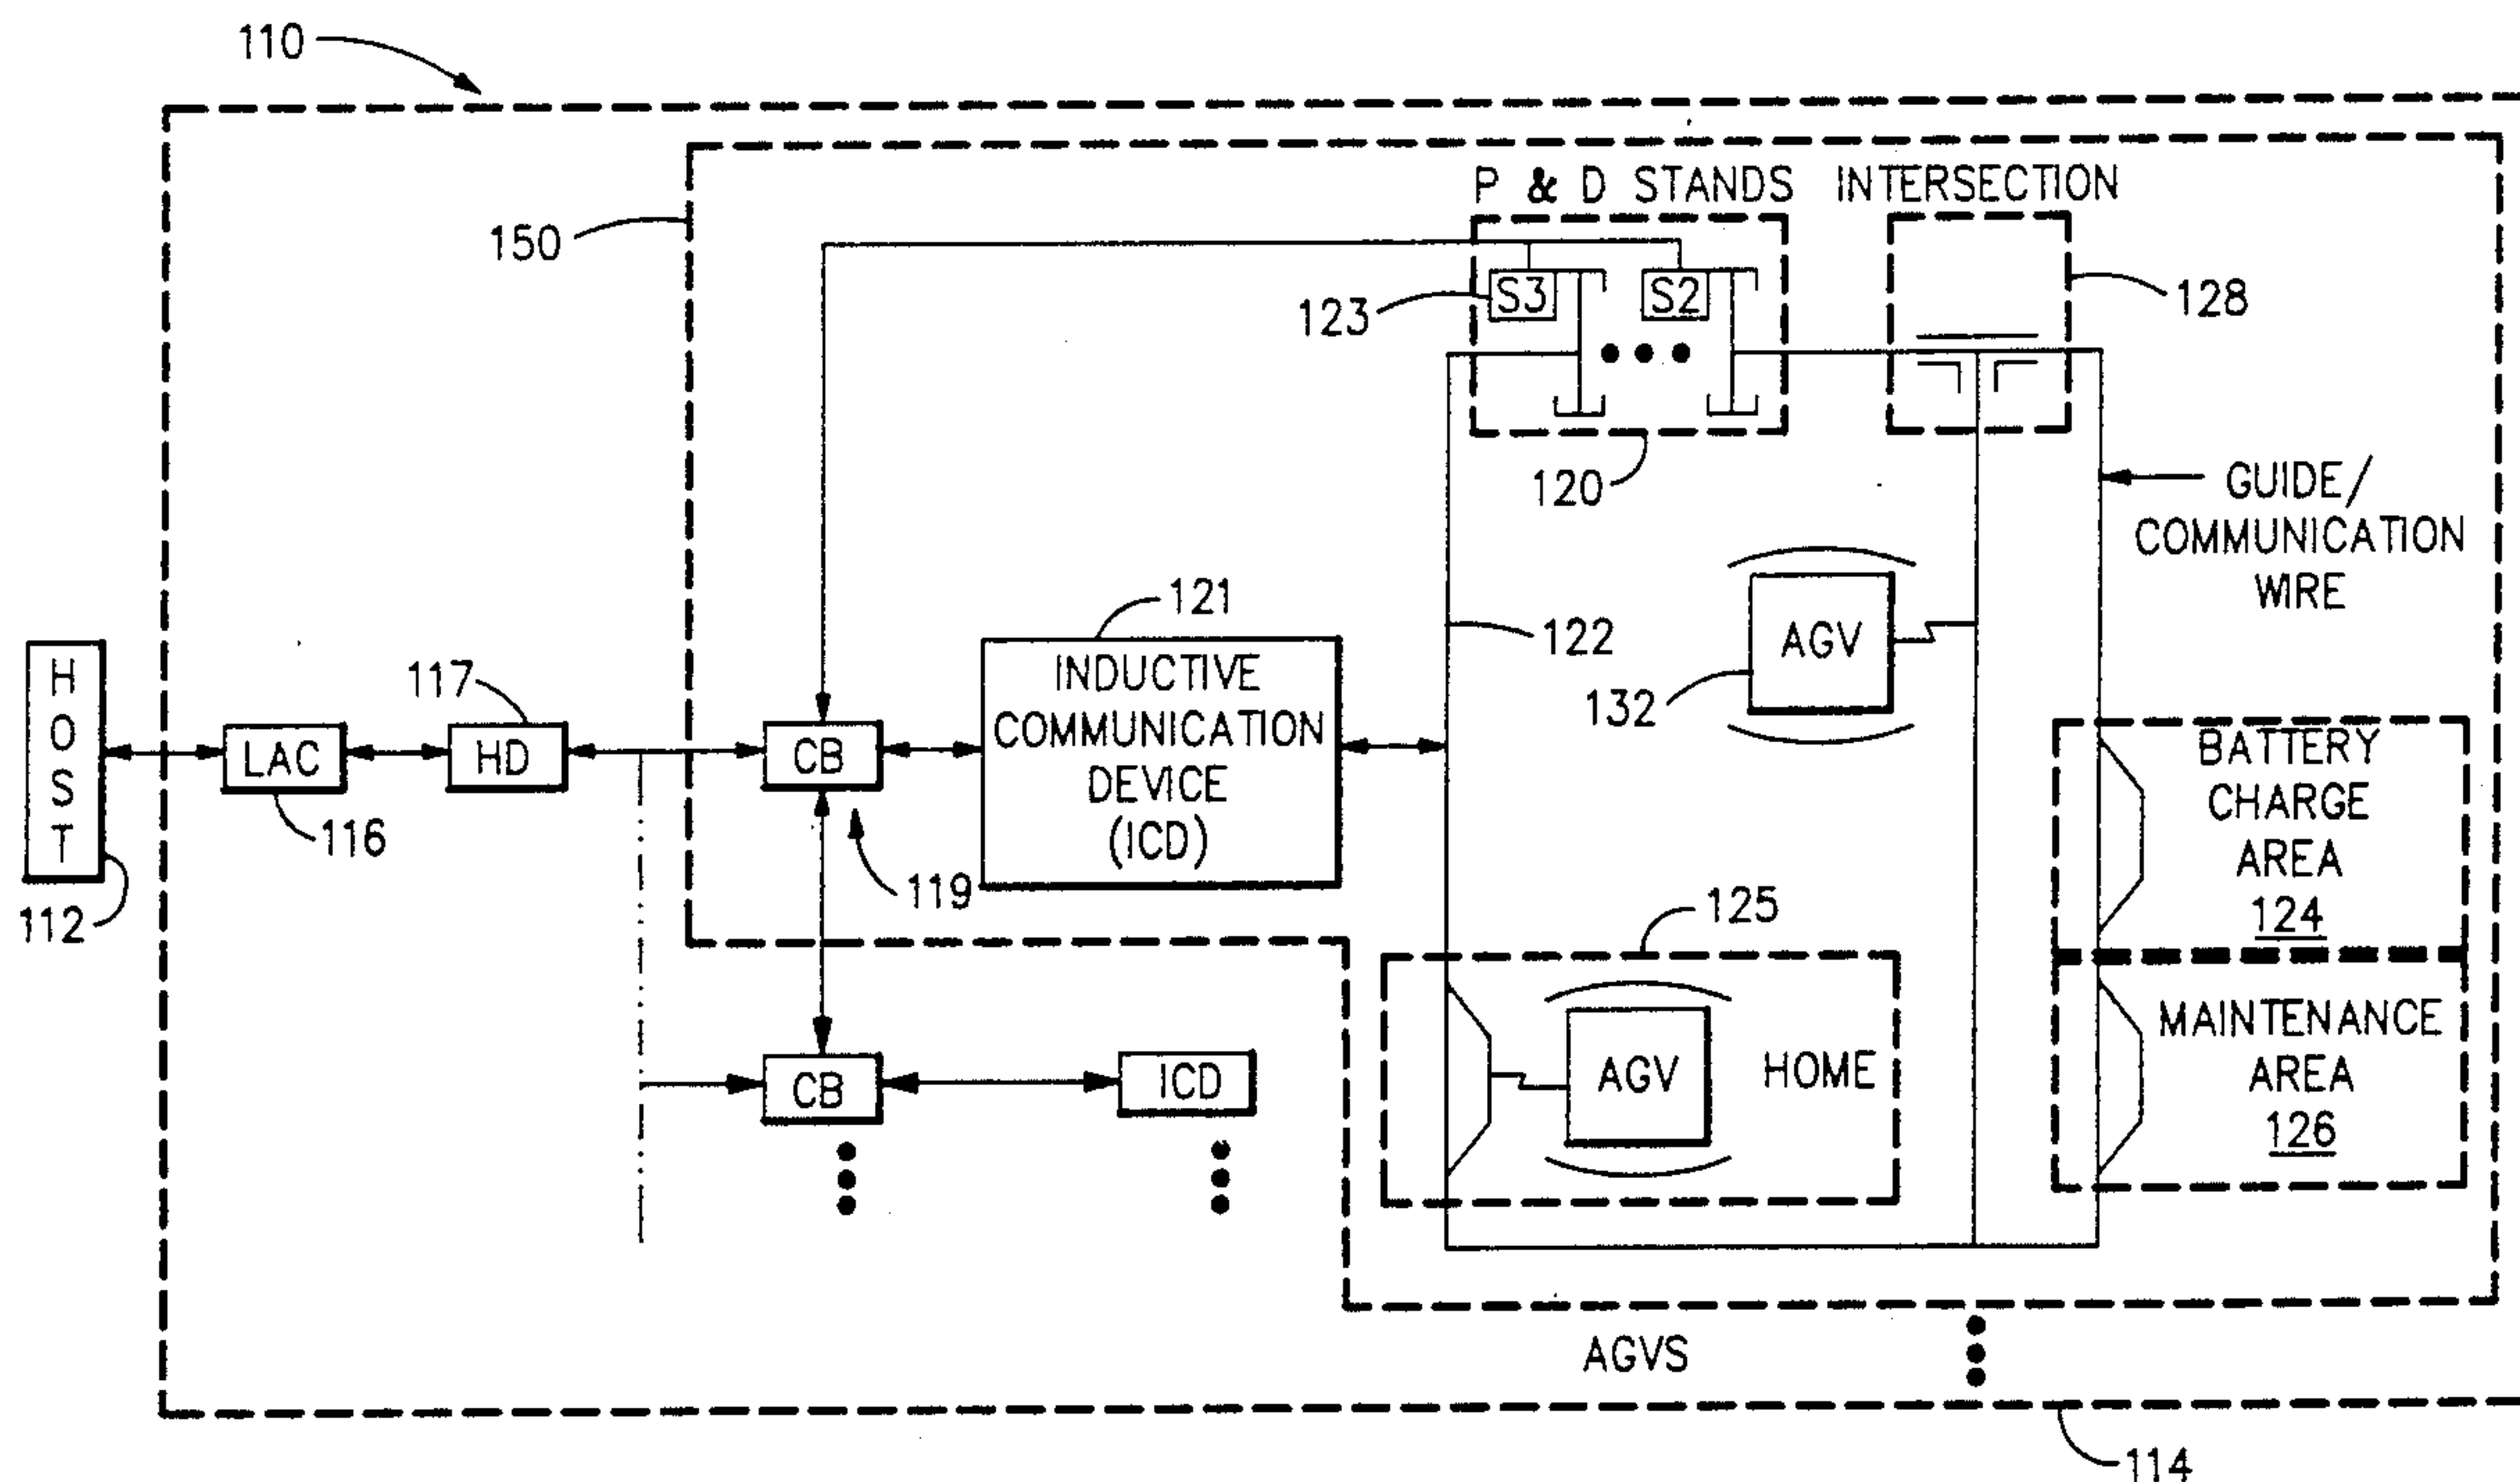 110
150
P & D STANDS
INTERSECTION
S3
S2
123
128
120
GUIDE/
COMMUNICATION
WIRE
121
122
AGV
132
H
O
S
T
112
LAC
116
117
HD
CB
119
INDUCTIVE
COMMUNICATION
DEVICE
(ICD)
BATTERY
CHARGE
AREA
124
125
AGV
HOME
MAINTENANCE
AREA
126
CB
ICD
AGVS
114